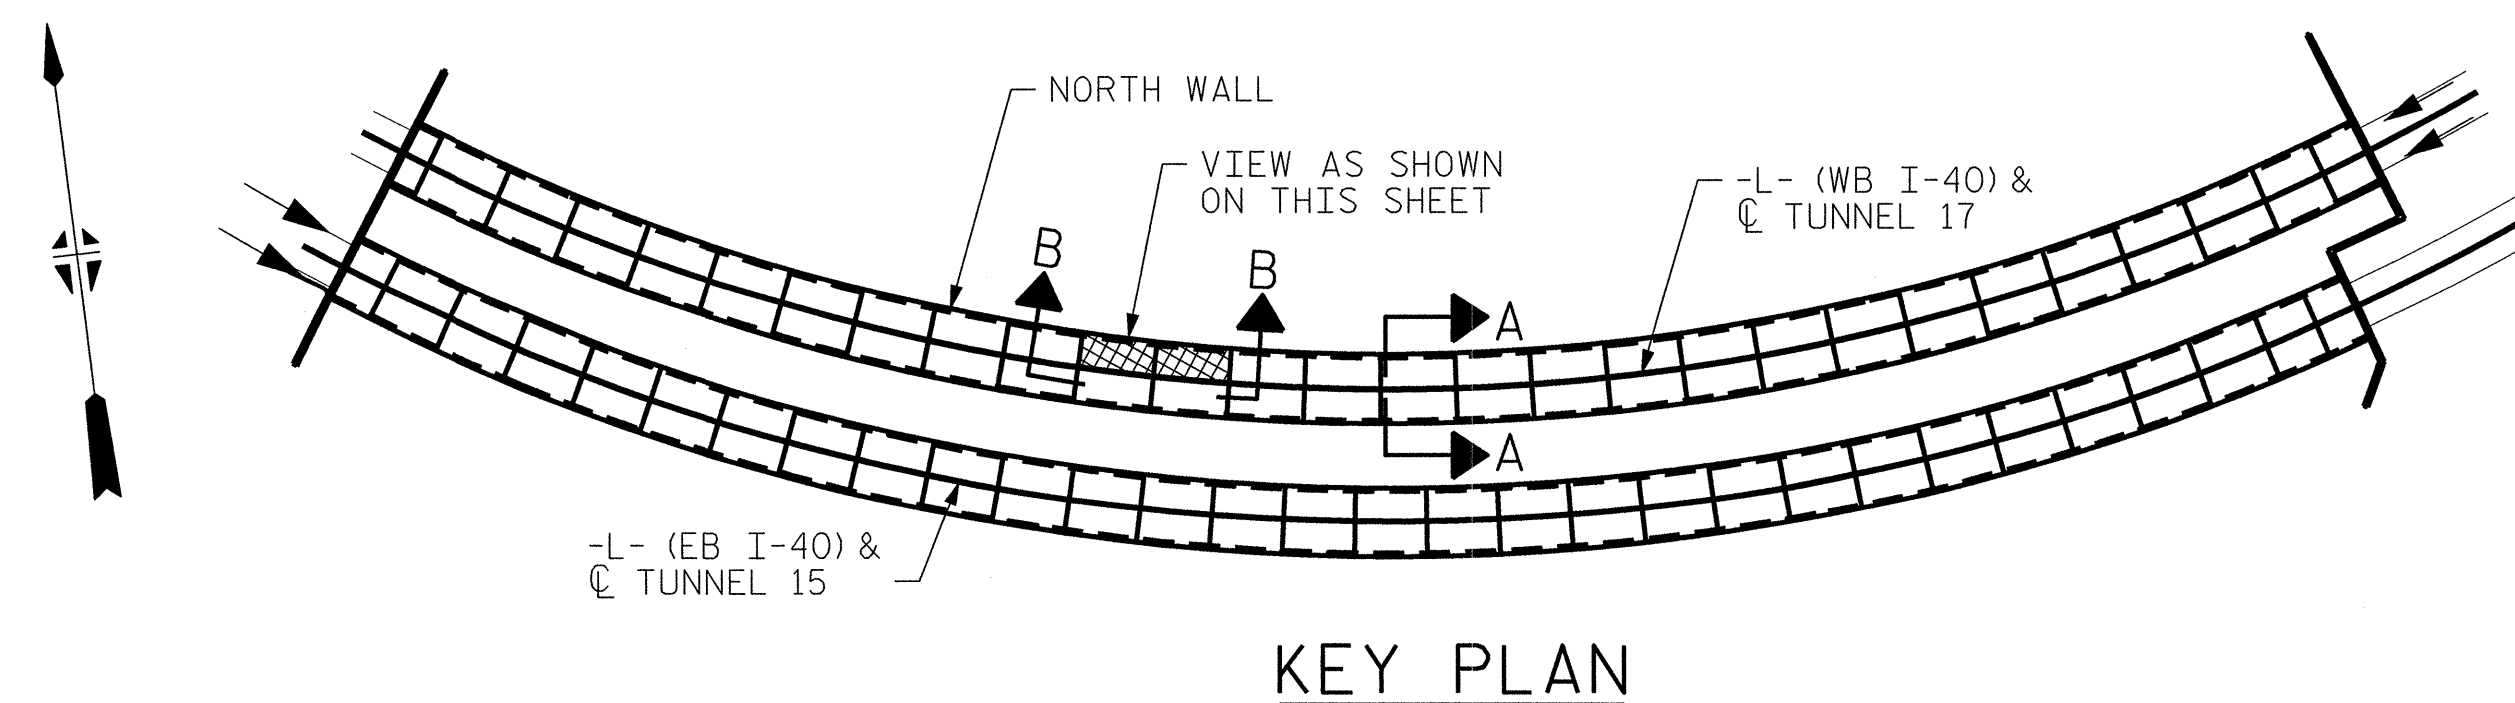 NORTH WALL
VIEW AS SHOWN
ON THIS SHEET
-L- (WB I-40) &
℄ TUNNEL 17
B
B
A
A
-L- (EB I-40) &
℄ TUNNEL 15
KEY PLAN